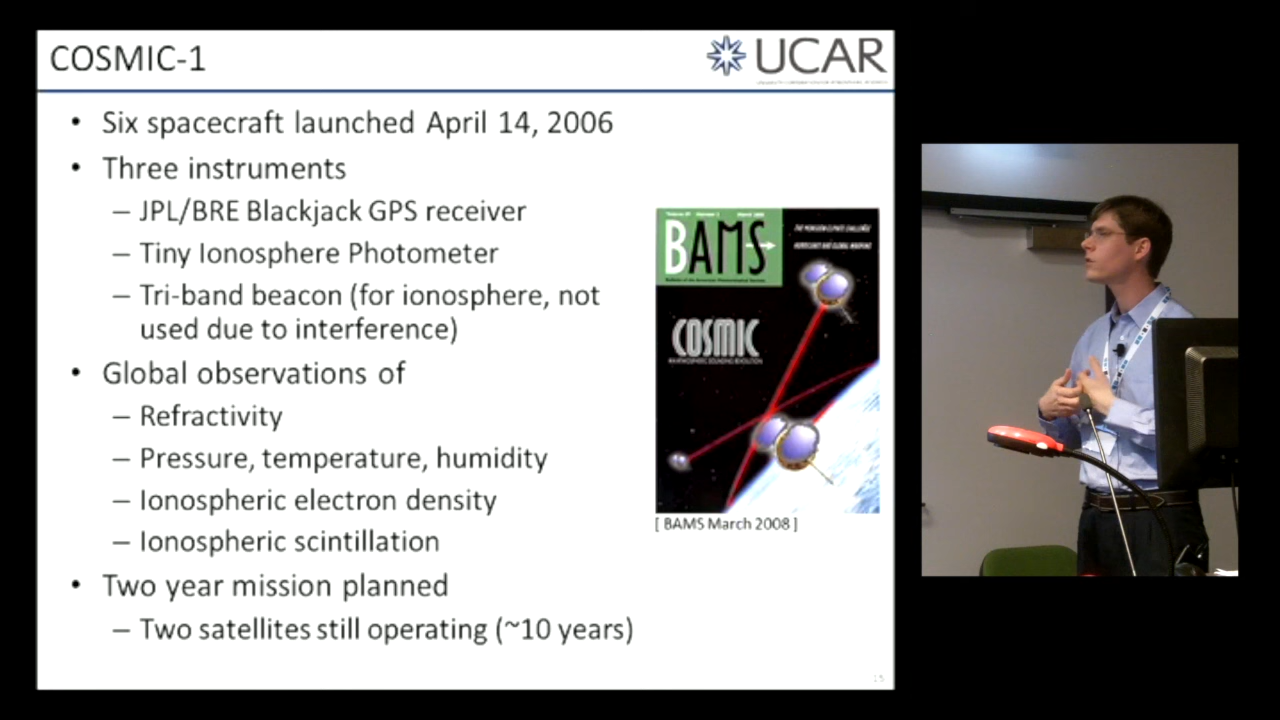 COSMIC-1
UCAR
• Six spacecraft launched April 14, 2006
• Three instruments
– JPL/BRE Blackjack GPS receiver
– Tiny Ionosphere Photometer
– Tri-band beacon (for ionosphere, not
used due to interference)
• Global observations of
– Refractivity
– Pressure, temperature, humidity
– Ionospheric electron density
– Ionospheric scintillation
• Two year mission planned
– Two satellites still operating (~10 years)
BAMS
COSMIC
[ BAMS March 2008 ]
15